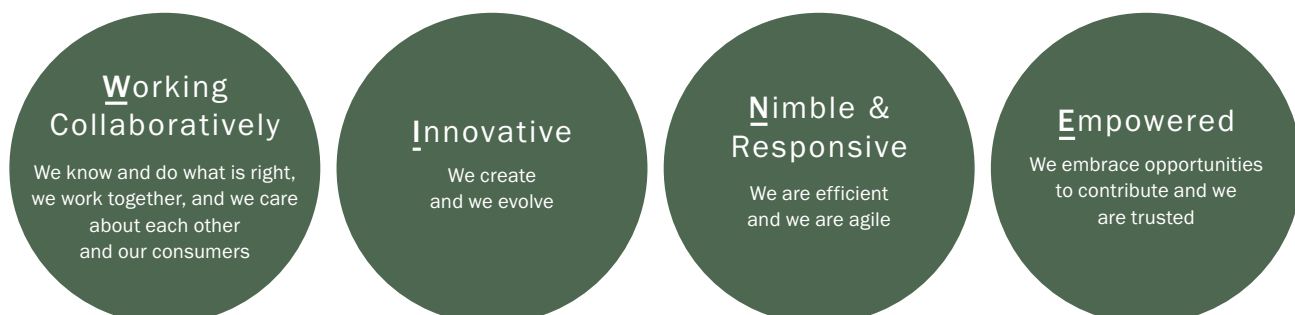 Working
Collaboratively
We know and do what is right,
we work together, and we care
about each other
and our consumers
Innovative
We create
and we evolve
Nimble &
Responsive
We are efficient
and we are agile
Empowered
We embrace opportunities
to contribute and we
are trusted